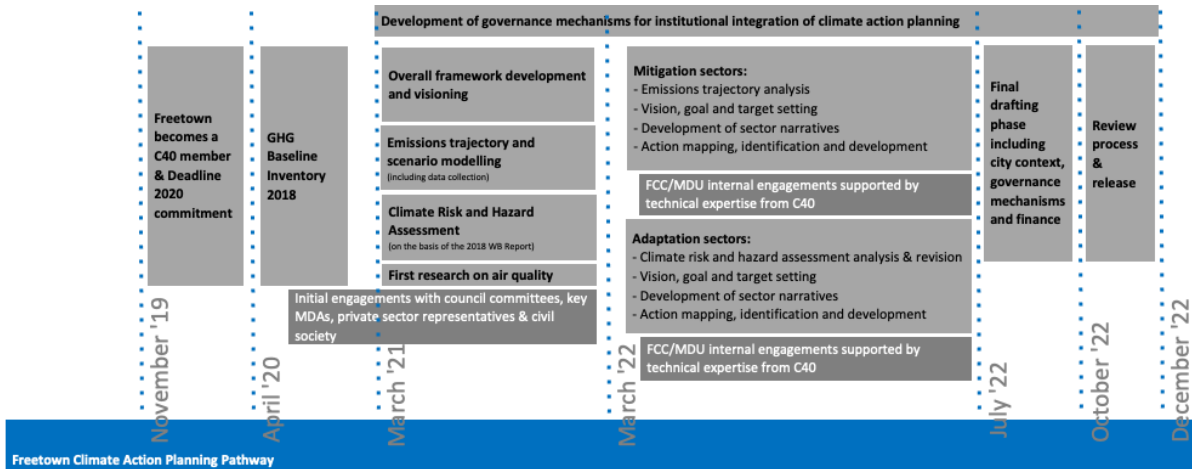 Development of governance mechanisms for institutional integration of climate action planning
Freetown
becomes a
C40 member
& Deadline
2020
commitment
GHG
Baseline
Inventory
2018
Overall framework development
and visioning
Emissions trajectory and
scenario modelling
(including data collection)
Climate Risk and Hazard
Assessment
(on the basis of the 2018 WB Report)
First research on air quality
Initial engagements with council committees, key
MDAs, private sector representatives & civil
society
Mitigation sectors:
- Emissions trajectory analysis
- Vision, goal and target setting
- Development of sector narratives
- Action mapping, identification and development
FCC/MDU internal engagements supported by
technical expertise from C40
Adaptation sectors:
- Climate risk and hazard assessment analysis & revision
- Vision, goal and target setting
- Development of sector narratives
- Action mapping, identification and development
FCC/MDU internal engagements supported by
technical expertise from C40
Final
drafting
phase
including
city context,
governance
mechanisms
and finance
Review
process
&
release
November '19
April '20
March '21
March '22
July '22
October '22
December '22
Freetown Climate Action Planning Pathway